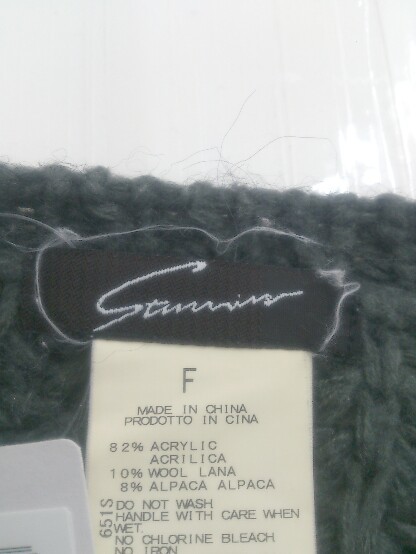 Stunning
F
MADE IN CHINA
PRODOTTO IN CINA
82% ACRYLIC
ACRILICA
10% WOOL LANA
8% ALPACA ALPACA
651S
DO NOT WASH
HANDLE WITH CARE WHEN
WET.
NO CHLORINE BLEACH
NO IRON